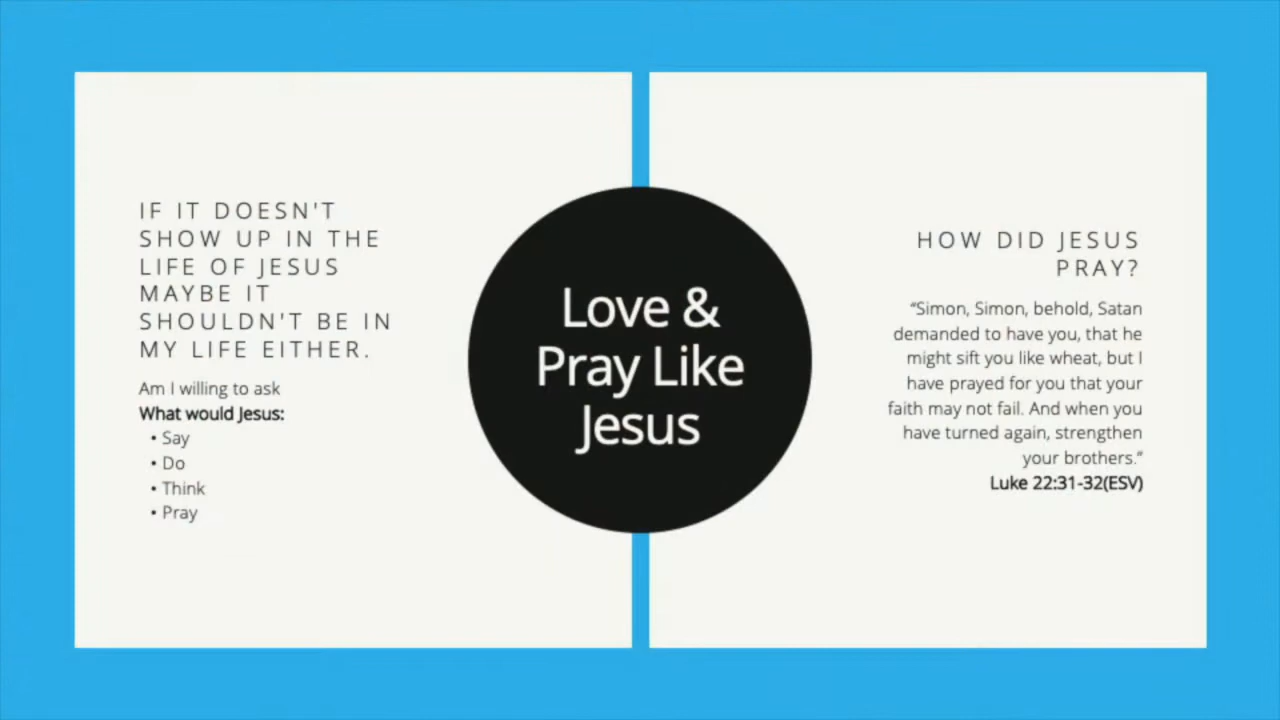 IF IT DOESN'T
SHOW UP IN THE
LIFE OF JESUS
MAYBE IT
SHOULDN'T BE IN
MY LIFE EITHER.
Am I willing to ask
What would Jesus:
• Say
• Do
• Think
• Pray
Love &
Pray Like
Jesus
HOW DID JESUS
PRAY?
“Simon, Simon, behold, Satan
demanded to have you, that he
might sift you like wheat, but I
have prayed for you that your
faith may not fail. And when you
have turned again, strengthen
your brothers.”
Luke 22:31-32(ESV)